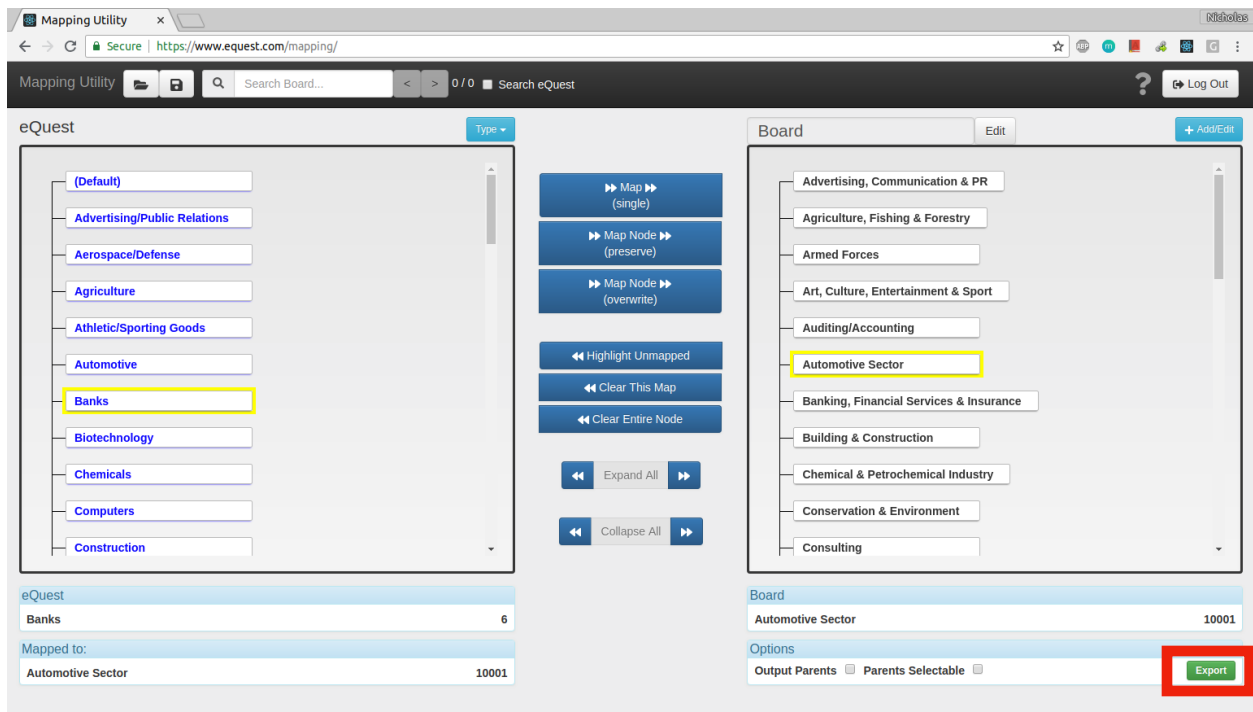 Mapping Utility
Nicholas
Secure | https://www.equest.com/mapping/
Mapping Utility
Search Board...
< > 0 / 0 Search eQuest
? Log Out
eQuest
Type
Board
Edit
+ Add/Edit
(Default)
Advertising/Public Relations
Aerospace/Defense
Agriculture
Athletic/Sporting Goods
Automotive
Banks
Biotechnology
Chemicals
Computers
Construction
Map
(single)
Map Node
(preserve)
Map Node
(overwrite)
Highlight Unmapped
Clear This Map
Clear Entire Node
Expand All
Collapse All
Advertising, Communication & PR
Agriculture, Fishing & Forestry
Armed Forces
Art, Culture, Entertainment & Sport
Auditing/Accounting
Automotive Sector
Banking, Financial Services & Insurance
Building & Construction
Chemical & Petrochemical Industry
Conservation & Environment
Consulting
eQuest
Banks 6
Mapped to:
Automotive Sector 10001
Board
Automotive Sector 10001
Options
Output Parents Parents Selectable
Export